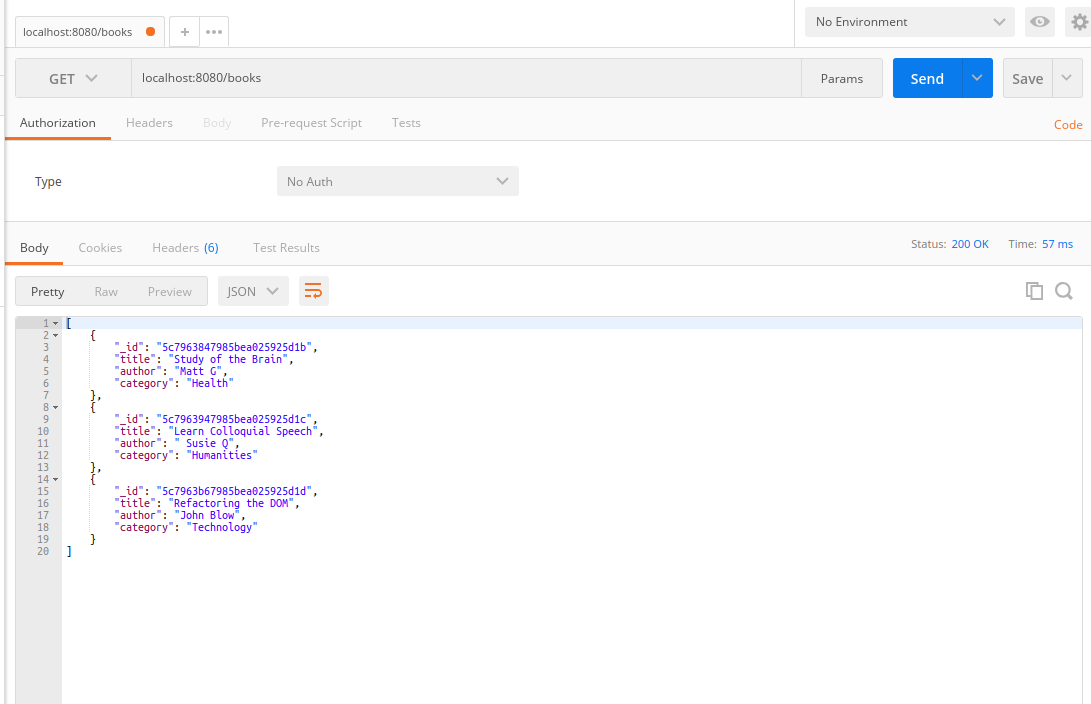 localhost:8080/books + ••• No Environment
GET localhost:8080/books Params Send Save
Authorization Headers Body Pre-request Script Tests Code
Type No Auth
Body Cookies Headers (6) Test Results Status: 200 OK Time: 57 ms
Pretty Raw Preview JSON
1 [
2 {
3 "_id": "5c7963847985bea025925d1b",
4 "title": "Study of the Brain",
5 "author": "Matt G",
6 "category": "Health"
7 },
8 {
9 "_id": "5c7963947985bea025925d1c",
10 "title": "Learn Colloquial Speech",
11 "author": " Susie Q",
12 "category": "Humanities"
13 },
14 {
15 "_id": "5c7963b67985bea025925d1d",
16 "title": "Refactoring the DOM",
17 "author": "John Blow",
18 "category": "Technology"
19 }
20 ]